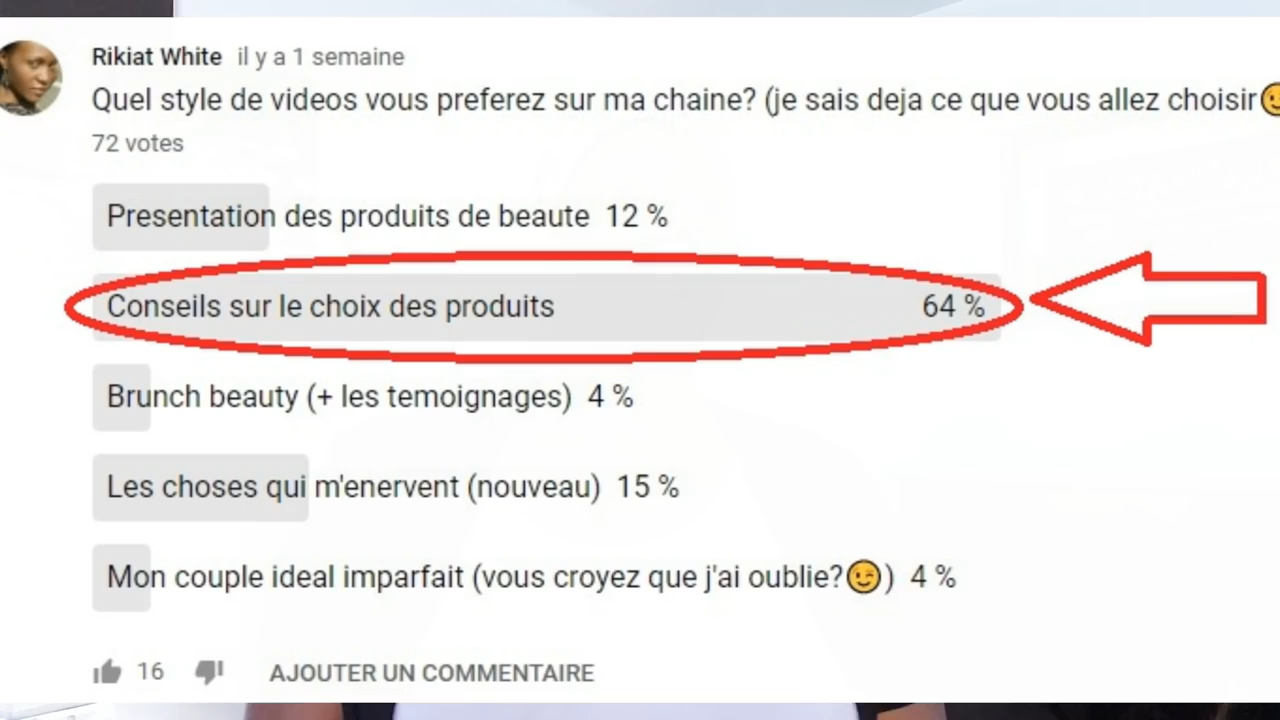 Rikiat White il y a 1 semaine
Quel style de videos vous preferez sur ma chaine? (je sais deja ce que vous allez choisir😉
72 votes
Presentation des produits de beaute 12 %
Conseils sur le choix des produits 64 %
Brunch beauty (+ les temoignages) 4 %
Les choses qui m'enervent (nouveau) 15 %
Mon couple ideal imparfait (vous croyez que j'ai oublie?😉) 4 %
16 AJOUTER UN COMMENTAIRE